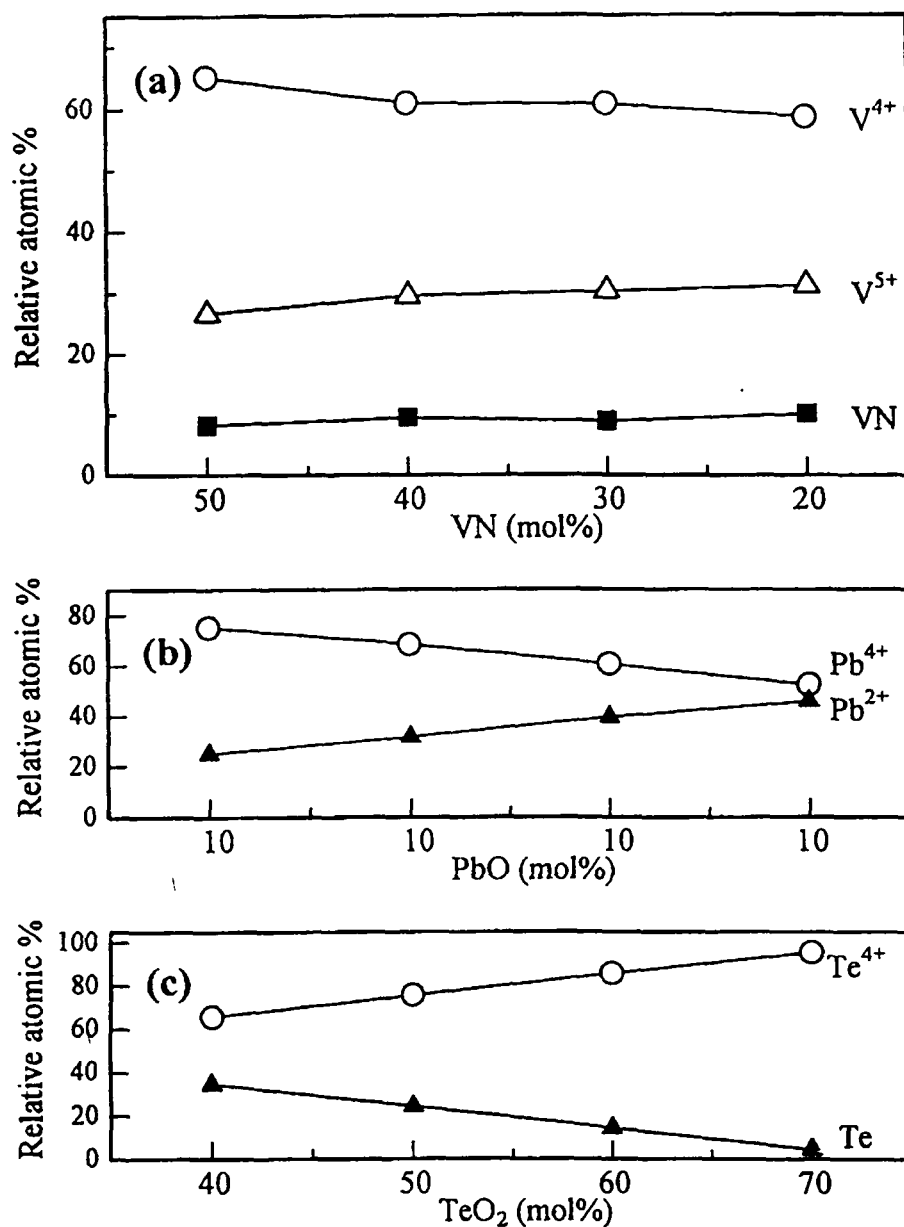 (a)
Relative atomic %
60
40
20
0
V⁴⁺
V⁵⁺
VN
50 40 30 20
VN (mol%)
(b)
Relative atomic %
80
60
40
20
0
Pb⁴⁺
Pb²⁺
10 10 10 10
PbO (mol%)
(c)
Relative atomic %
100
80
60
40
20
0
Te⁴⁺
Te
40 50 60 70
TeO₂ (mol%)